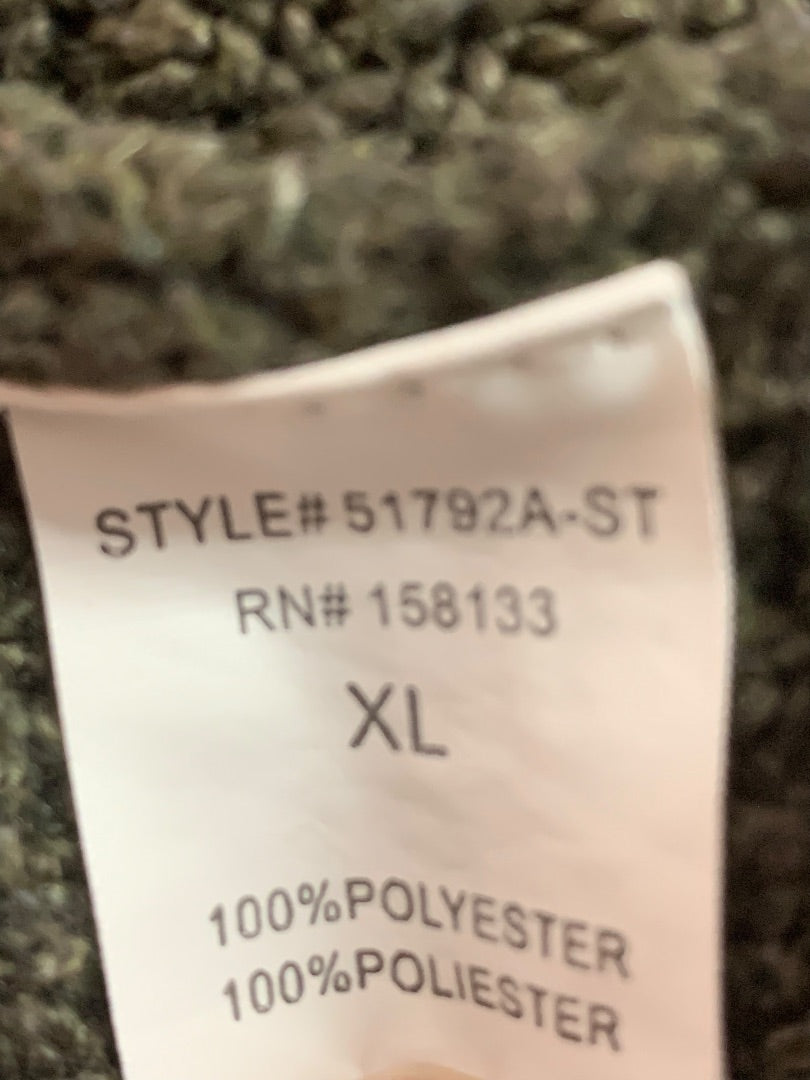 STYLE# 51792A-ST
RN# 158133
XL
100%POLYESTER
100%POLIESTER